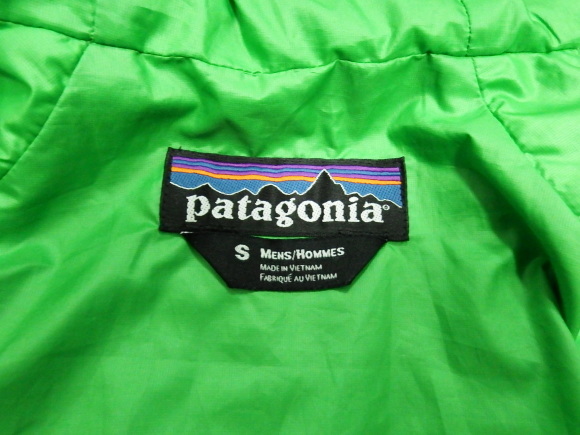 patagonia®
S MENS/HOMMES
MADE IN VIETNAM
FABRIQUÉ AU VIETNAM